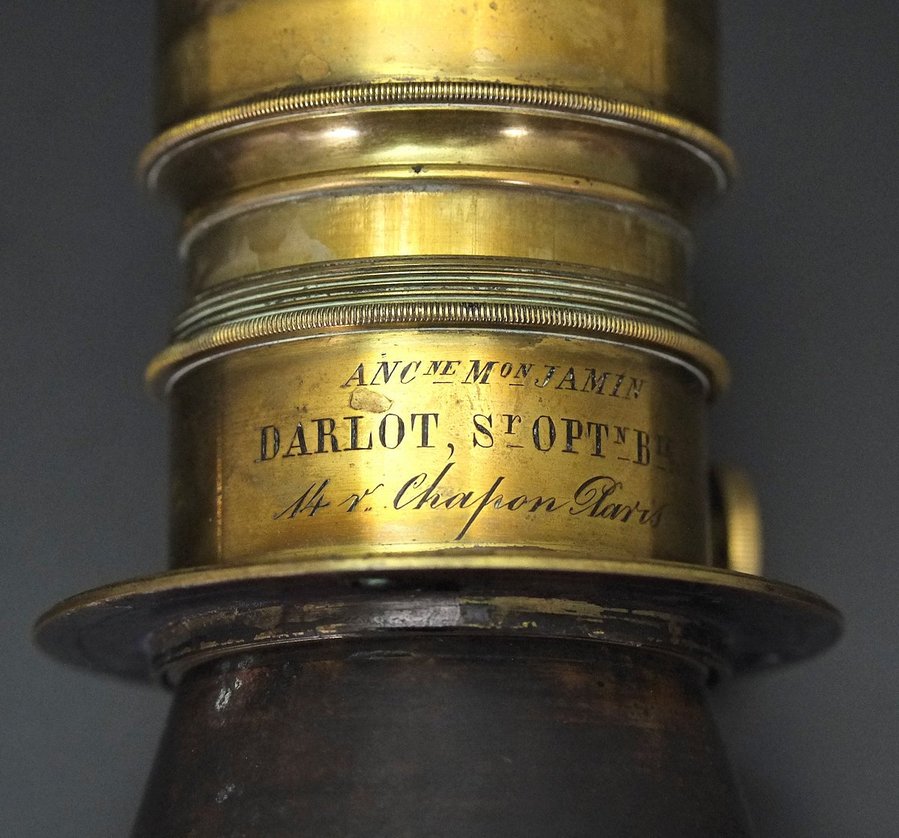 ANCNE MON JAMIN
DARLOT, Sr OPTN
14 r. Chapon Paris